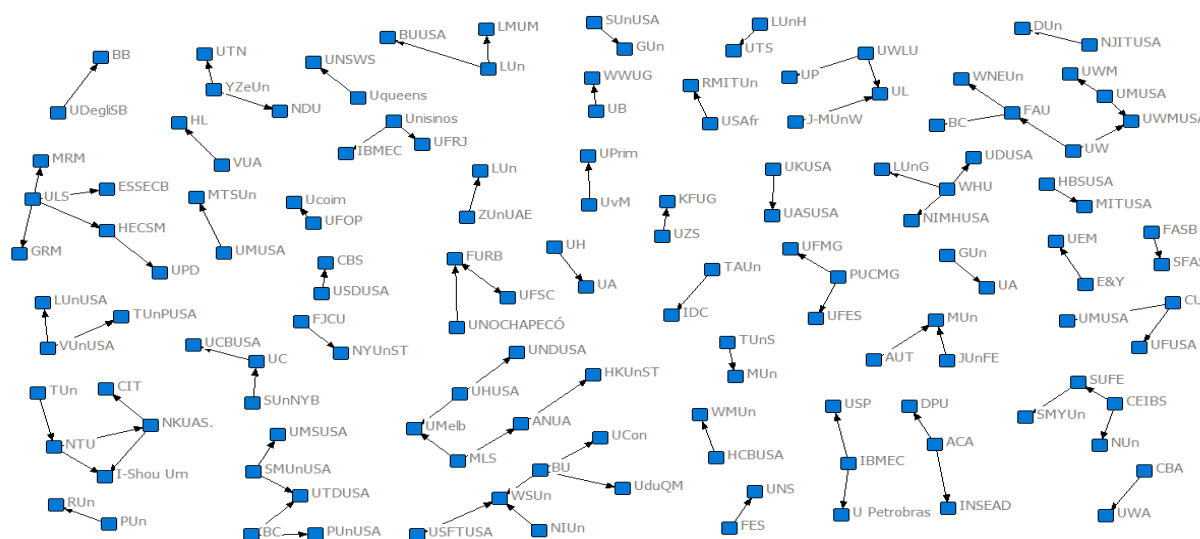 SUnUSA
LUnH
LMUM
DUn
BUUSA
NJITUSA
GUn
UTS
UTN
BB
UWLU
UNSWS
LUn
WWUG
UP
WNEUn
UWM
RMITUn
YZeUn
UL
UMUSA
Uqueens
NDU
UB
FAU
UDegliSB
HL
Unisinos
USAfr
J-MUnW
BC
UWMUSA
UFRJ
IBMEC
UW
UPrim
MRM
VUA
LUn
UKUSA
LUnG
UDUSA
HBSUSA
ESSECB
WHU
ULS
MTSUn
Ucoim
UvM
KFUG
MITUSA
ZUnUAE
UASUSA
NIMHUSA
UFOP
HECSM
UZS
FASB
UEM
GRM
UMUSA
UH
UFMG
GUn
FURB
CBS
SFAS
UPD
TAUn
PUCMG
E&Y
UA
UA
USDUSA
UFSC
LUnUSA
CU
TUnPUSA
IDC
UFES
FJCU
MUn
UMUSA
UNOCHAPECÓ
TUnS
VUnUSA
UCBUSA
UNDUSA
UFUSA
NYUnST
UC
AUT
JUnFE
HKUnST
MUn
SUFE
CIT
TUn
UHUSA
SUnNYB
USP
DPU
CEIBS
WMUn
SMYUn
NKUAS.
ANUA
UMelb
UMSUSA
UCon
NTU
ACA
NUn
HCBUSA
MLS
IBMEC
I-Shou Urn
SMUnUSA
BU
CBA
UduQM
UNS
UTDUSA
WSUn
RUn
INSEAD
U Petrobras
UWA
PUn
FES
IBC
PUnUSA
USFTUSA
NIUn